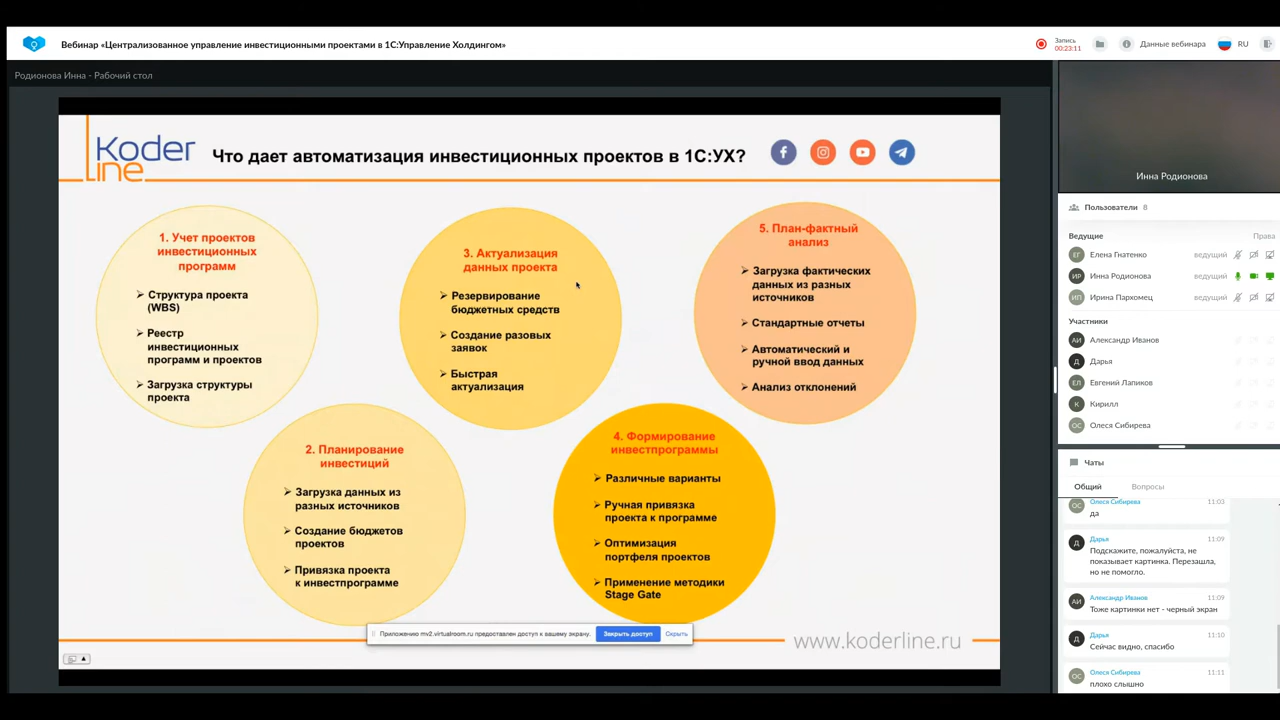 Вебинар «Централизованное управление инвестиционными проектами в 1С:Управление Холдингом»
Запись
00:23:11
Данные вебинара
RU
Родионова Инна - Рабочий стол
Koder
line
Что дает автоматизация инвестиционных проектов в 1С:УХ?
1. Учет проектов
инвестиционных
программ
Структура проекта
(WBS)
Реестр
инвестиционных
программ и проектов
Загрузка структуры
проекта
3. Актуализация
данных проекта
Резервирование
бюджетных средств
Создание разовых
заявок
Быстрая
актуализация
5. План-фактный
анализ
Загрузка фактических
данных из разных
источников
Стандартные отчеты
Автоматический и
ручной ввод данных
Анализ отклонений
2. Планирование
инвестиций
Загрузка данных из
разных источников
Создание бюджетов
проектов
Привязка проекта
к инвестпрограмме
4. Формирование
инвестпрограммы
Различные варианты
Ручная привязка
проекта к программе
Оптимизация
портфеля проектов
Применение методики
Stage Gate
Приложению mv2.virtualroom.ru предоставлен доступ к вашему экрану.
Закрыть доступ
Скрыть
www.koderline.ru
Инна Родионова
Пользователи 8
Ведущие
Права
ЕГ Елена Гнатенко ведущий
ИР Инна Родионова ведущий
ИП Ирина Пархомец ведущий
Участники
АИ Александр Иванов
Д Дарья
ЕЛ Евгений Лапиков
К Кирилл
ОС Олеся Сибирева
Чаты
Общий
Вопросы
ОС Олеся Сибирева 11:03
да
Д Дарья 11:09
Подскажите, пожалуйста, не
показывает картинка. Перезашла,
но не помогло.
АИ Александр Иванов 11:09
Тоже картинки нет - черный экран
Д Дарья 11:10
Сейчас видно, спасибо
ОС Олеся Сибирева 11:11
плохо слышно